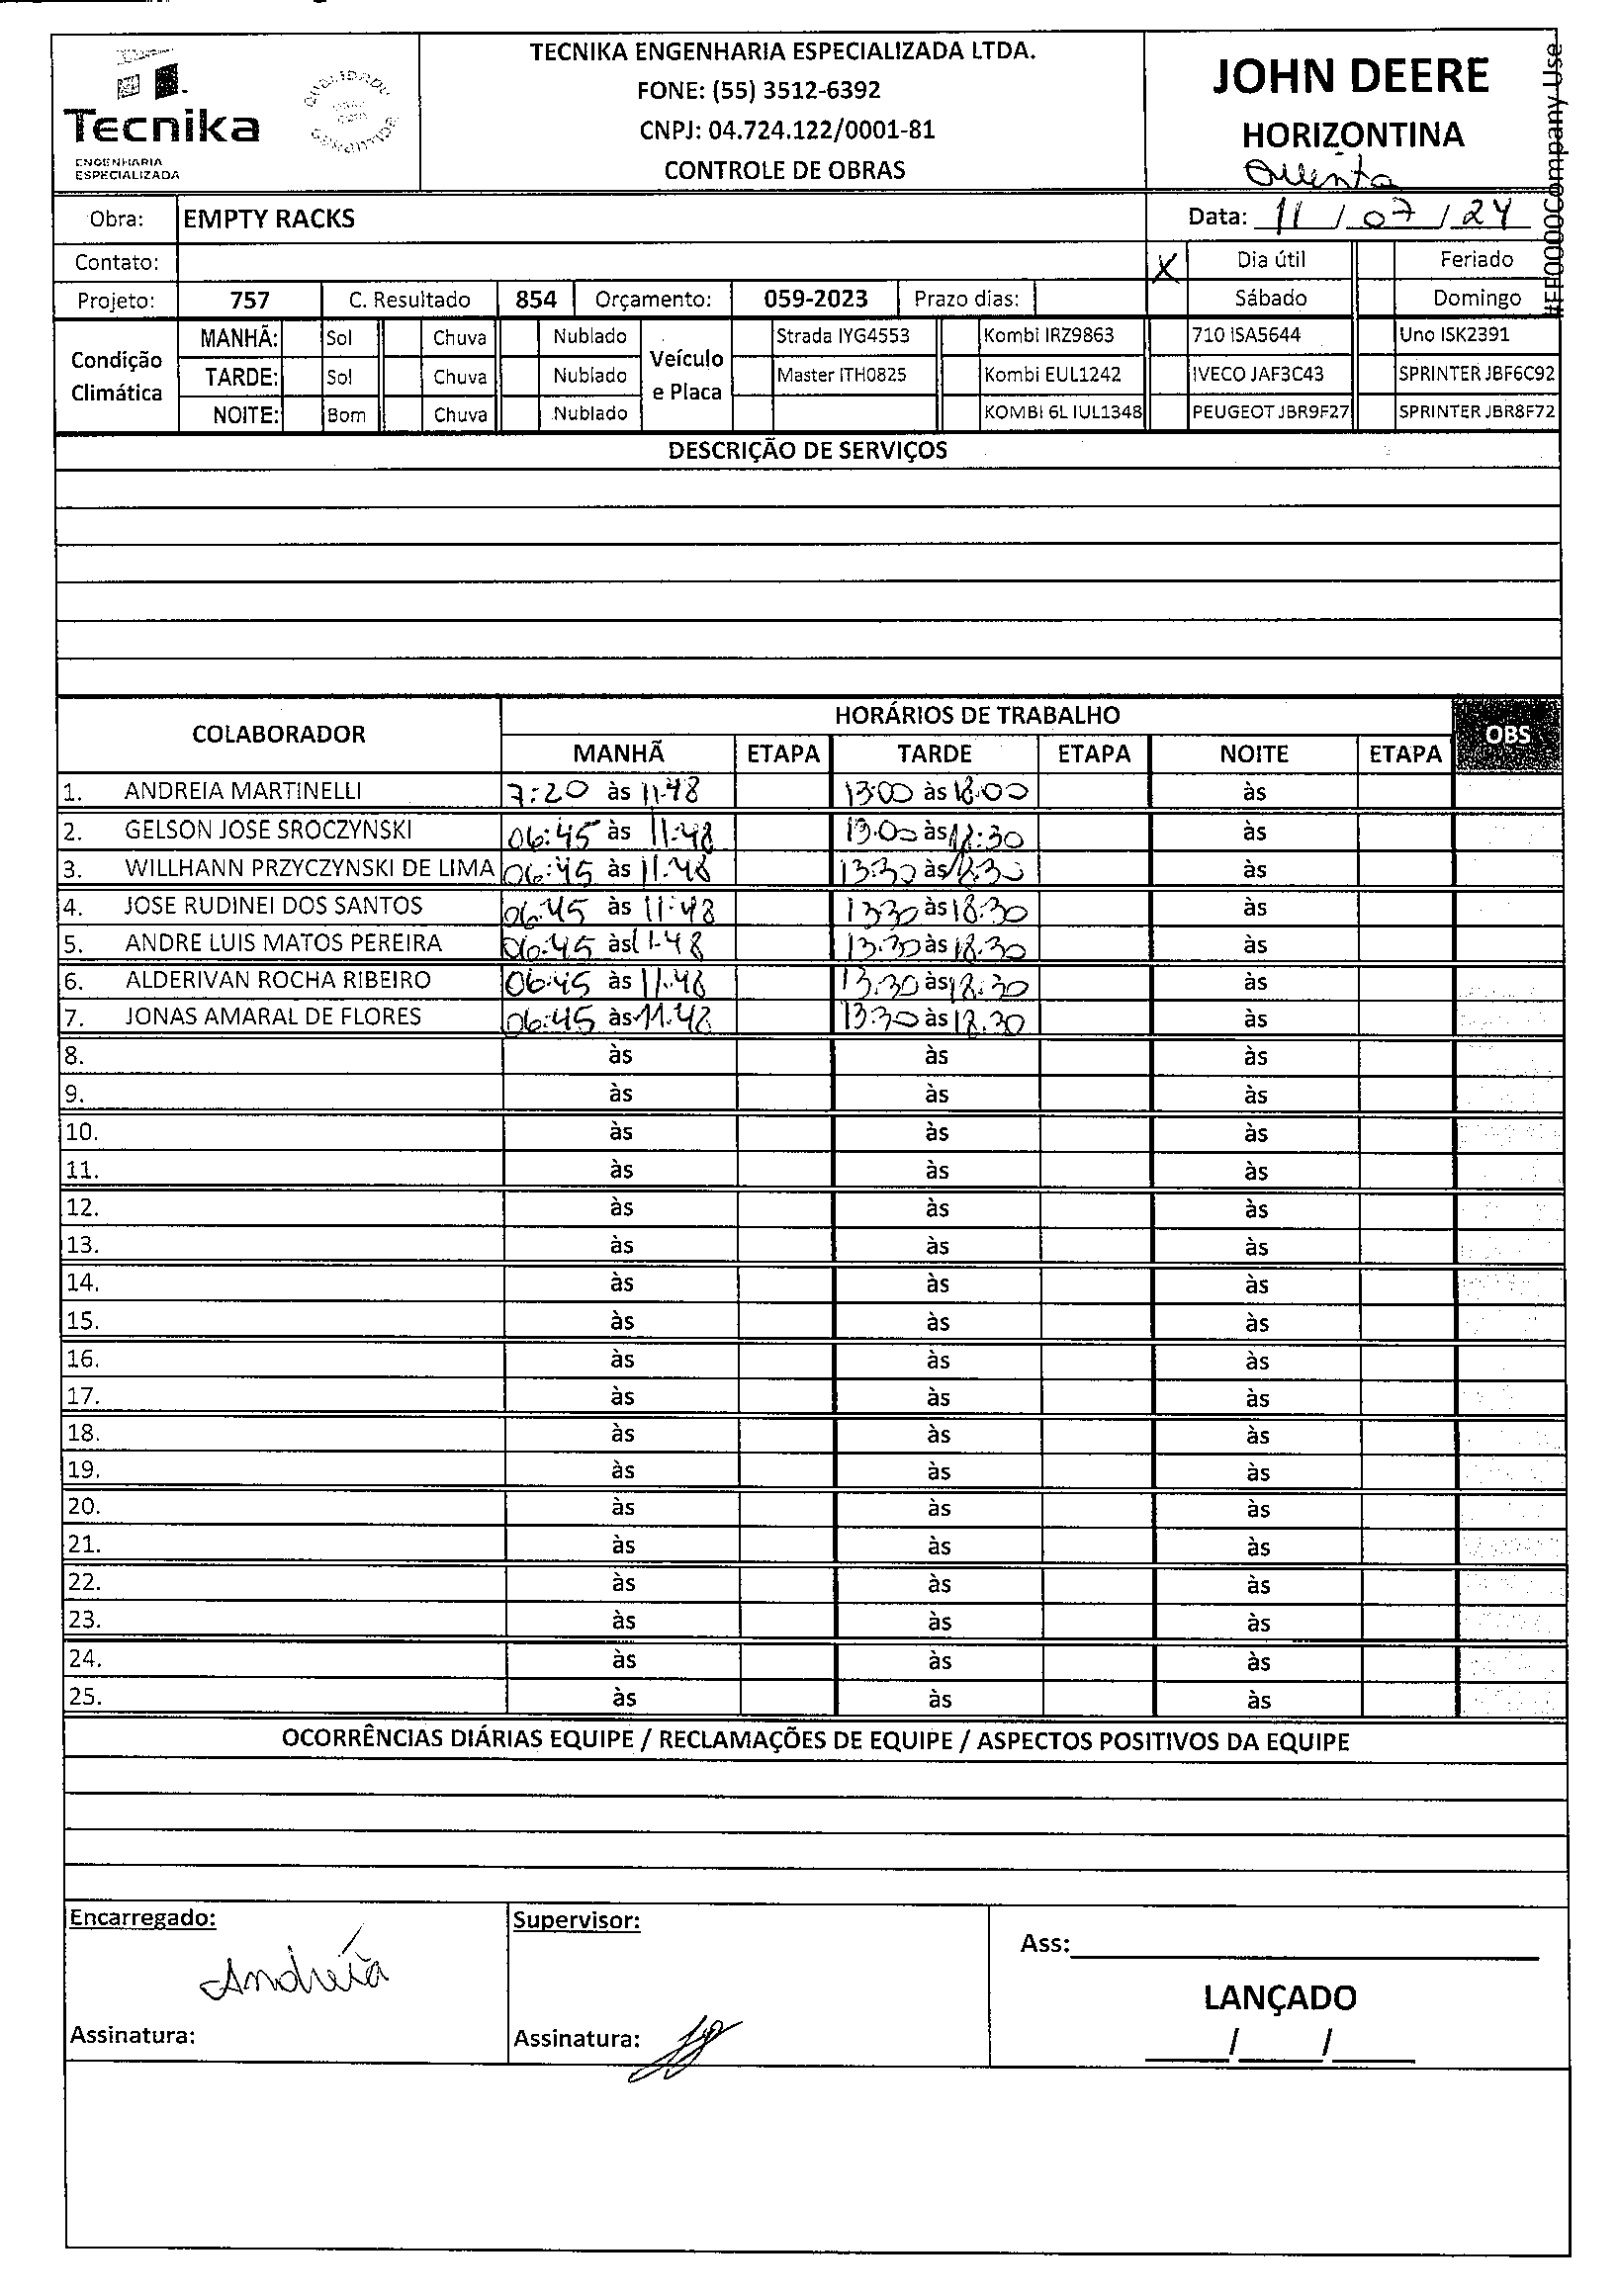 Tecnika
ENGENHARIA
ESPECIALIZADA
QUALIDADE
GARANTIDA
TECNIKA ENGENHARIA ESPECIALIZADA LTDA.
FONE: (55) 3512-6392
CNPJ: 04.724.122/0001-81
CONTROLE DE OBRAS
JOHN DEERE
HORIZONTINA
Quinta
#FF0000Company Use
Obra: EMPTY RACKS Data: 11 / 07 / 24
Contato: X Dia útil Feriado
Projeto: 757 C. Resultado 854 Orçamento: 059-2023 Prazo dias: Sábado Domingo
Condição Climática
MANHÃ: Sol Chuva Nublado
TARDE: Sol Chuva Nublado
NOITE: Bom Chuva Nublado
Veículo e Placa
Strada IYG4553 Kombi IRZ9863 710 ISA5644 Uno ISK2391
Master ITH0825 Kombi EUL1242 IVECO JAF3C43 SPRINTER JBF6C92
KOMBI 6L IUL1348 PEUGEOT JBR9F27 SPRINTER JBR8F72
DESCRIÇÃO DE SERVIÇOS
COLABORADOR HORÁRIOS DE TRABALHO OBS
MANHÃ ETAPA TARDE ETAPA NOITE ETAPA
1. ANDREIA MARTINELLI 7:20 às 11:48 13:00 às 18:00 às
2. GELSON JOSE SROCZYNSKI 06:45 às 11:48 13:00 às 18:30 às
3. WILLHANN PRZYCZYNSKI DE LIMA 06:45 às 11:48 13:30 às 18:30 às
4. JOSE RUDINEI DOS SANTOS 06:45 às 11:48 13:30 às 18:30 às
5. ANDRE LUIS MATOS PEREIRA 06:45 às 11:48 13:30 às 18:30 às
6. ALDERIVAN ROCHA RIBEIRO 06:45 às 11:48 13:30 às 18:30 às
7. JONAS AMARAL DE FLORES 06:45 às 11:48 13:30 às 18:30 às
8. às às às
9. às às às
10. às às às
11. às às às
12. às às às
13. às às às
14. às às às
15. às às às
16. às às às
17. às às às
18. às às às
19. às às às
20. às às às
21. às às às
22. às às às
23. às às às
24. às às às
25. às às às
OCORRÊNCIAS DIÁRIAS EQUIPE / RECLAMAÇÕES DE EQUIPE / ASPECTOS POSITIVOS DA EQUIPE
Encarregado: Supervisor:
Ass:
Andreia
LANÇADO
Assinatura: Assinatura:
/ /